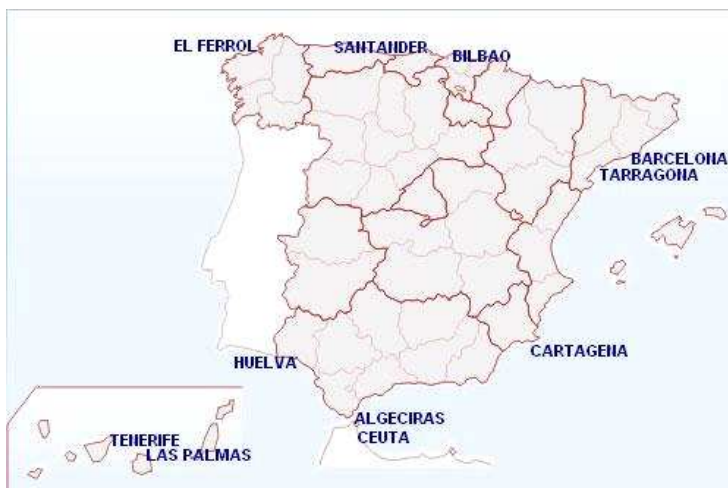 EL FERROL
SANTANDER
BILBAO
BARCELONA
TARRAGONA
CARTAGENA
HUELVA
ALGECIRAS
CEUTA
TENERIFE
LAS PALMAS